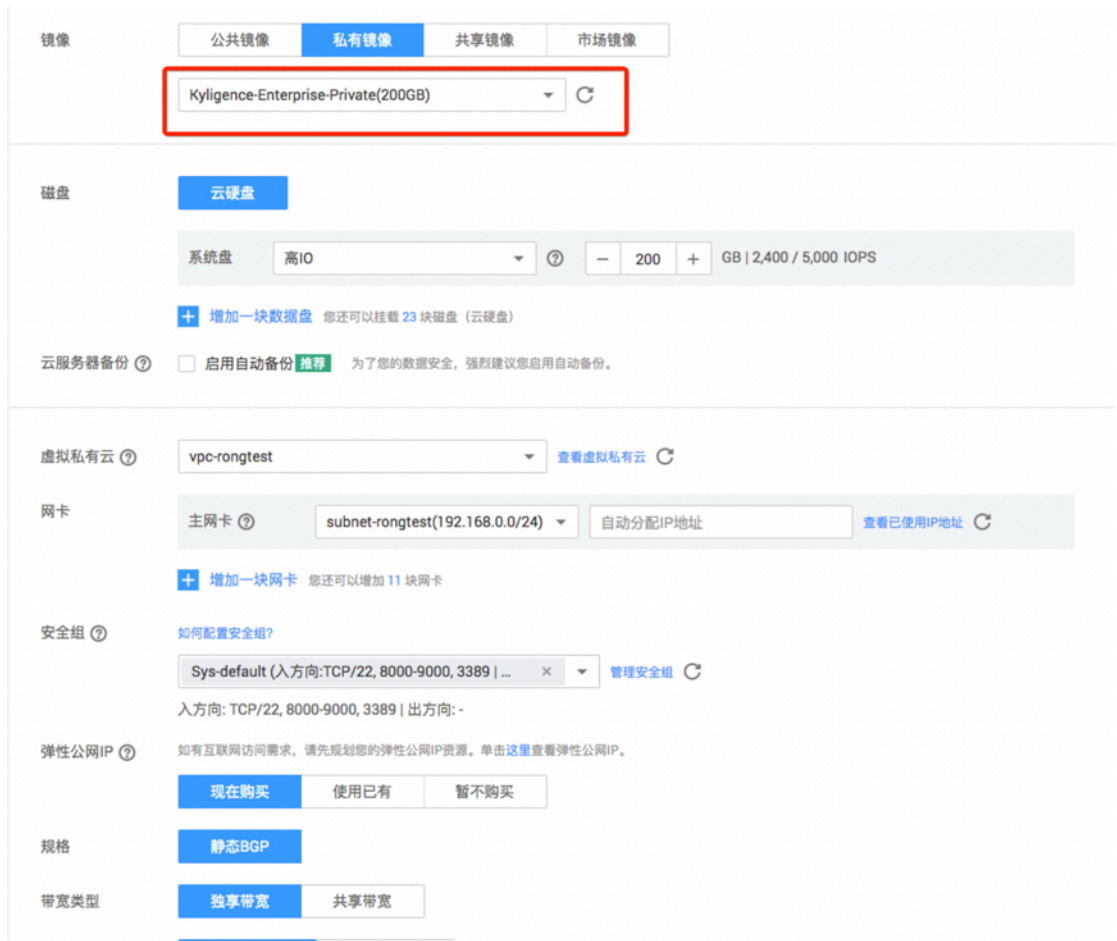 镜像 公共镜像 私有镜像 共享镜像 市场镜像
Kyligence-Enterprise-Private(200GB)
磁盘 云硬盘
系统盘 高IO − 200 + GB | 2,400 / 5,000 IOPS
增加一块数据盘 您还可以挂载 23 块磁盘（云硬盘）
云服务器备份 启用自动备份 推荐 为了您的数据安全，强烈建议您启用自动备份。
虚拟私有云 vpc-rongtest 查看虚拟私有云
网卡 主网卡 subnet-rongtest(192.168.0.0/24) 自动分配IP地址 查看已使用IP地址
增加一块网卡 您还可以增加 11 块网卡
安全组 如何配置安全组?
Sys-default (入方向:TCP/22, 8000-9000, 3389 | ... × 管理安全组
入方向: TCP/22, 8000-9000, 3389 | 出方向: -
弹性公网IP 如有互联网访问需求，请先规划您的弹性公网IP资源。单击这里查看弹性公网IP。
现在购买 使用已有 暂不购买
规格 静态BGP
带宽类型 独享带宽 共享带宽